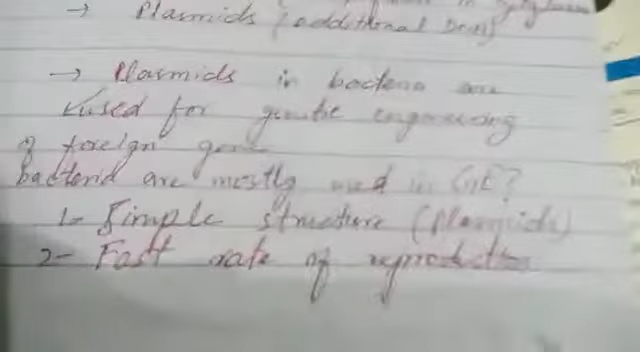 → Plasmids (additional DNA)
→ Plasmids in bacteria are
used for genetic engineering
of foreign gene
bacteria are mostly used in GE?
1- Simple structure (Plasmids)
2- Fast rate of reproduction